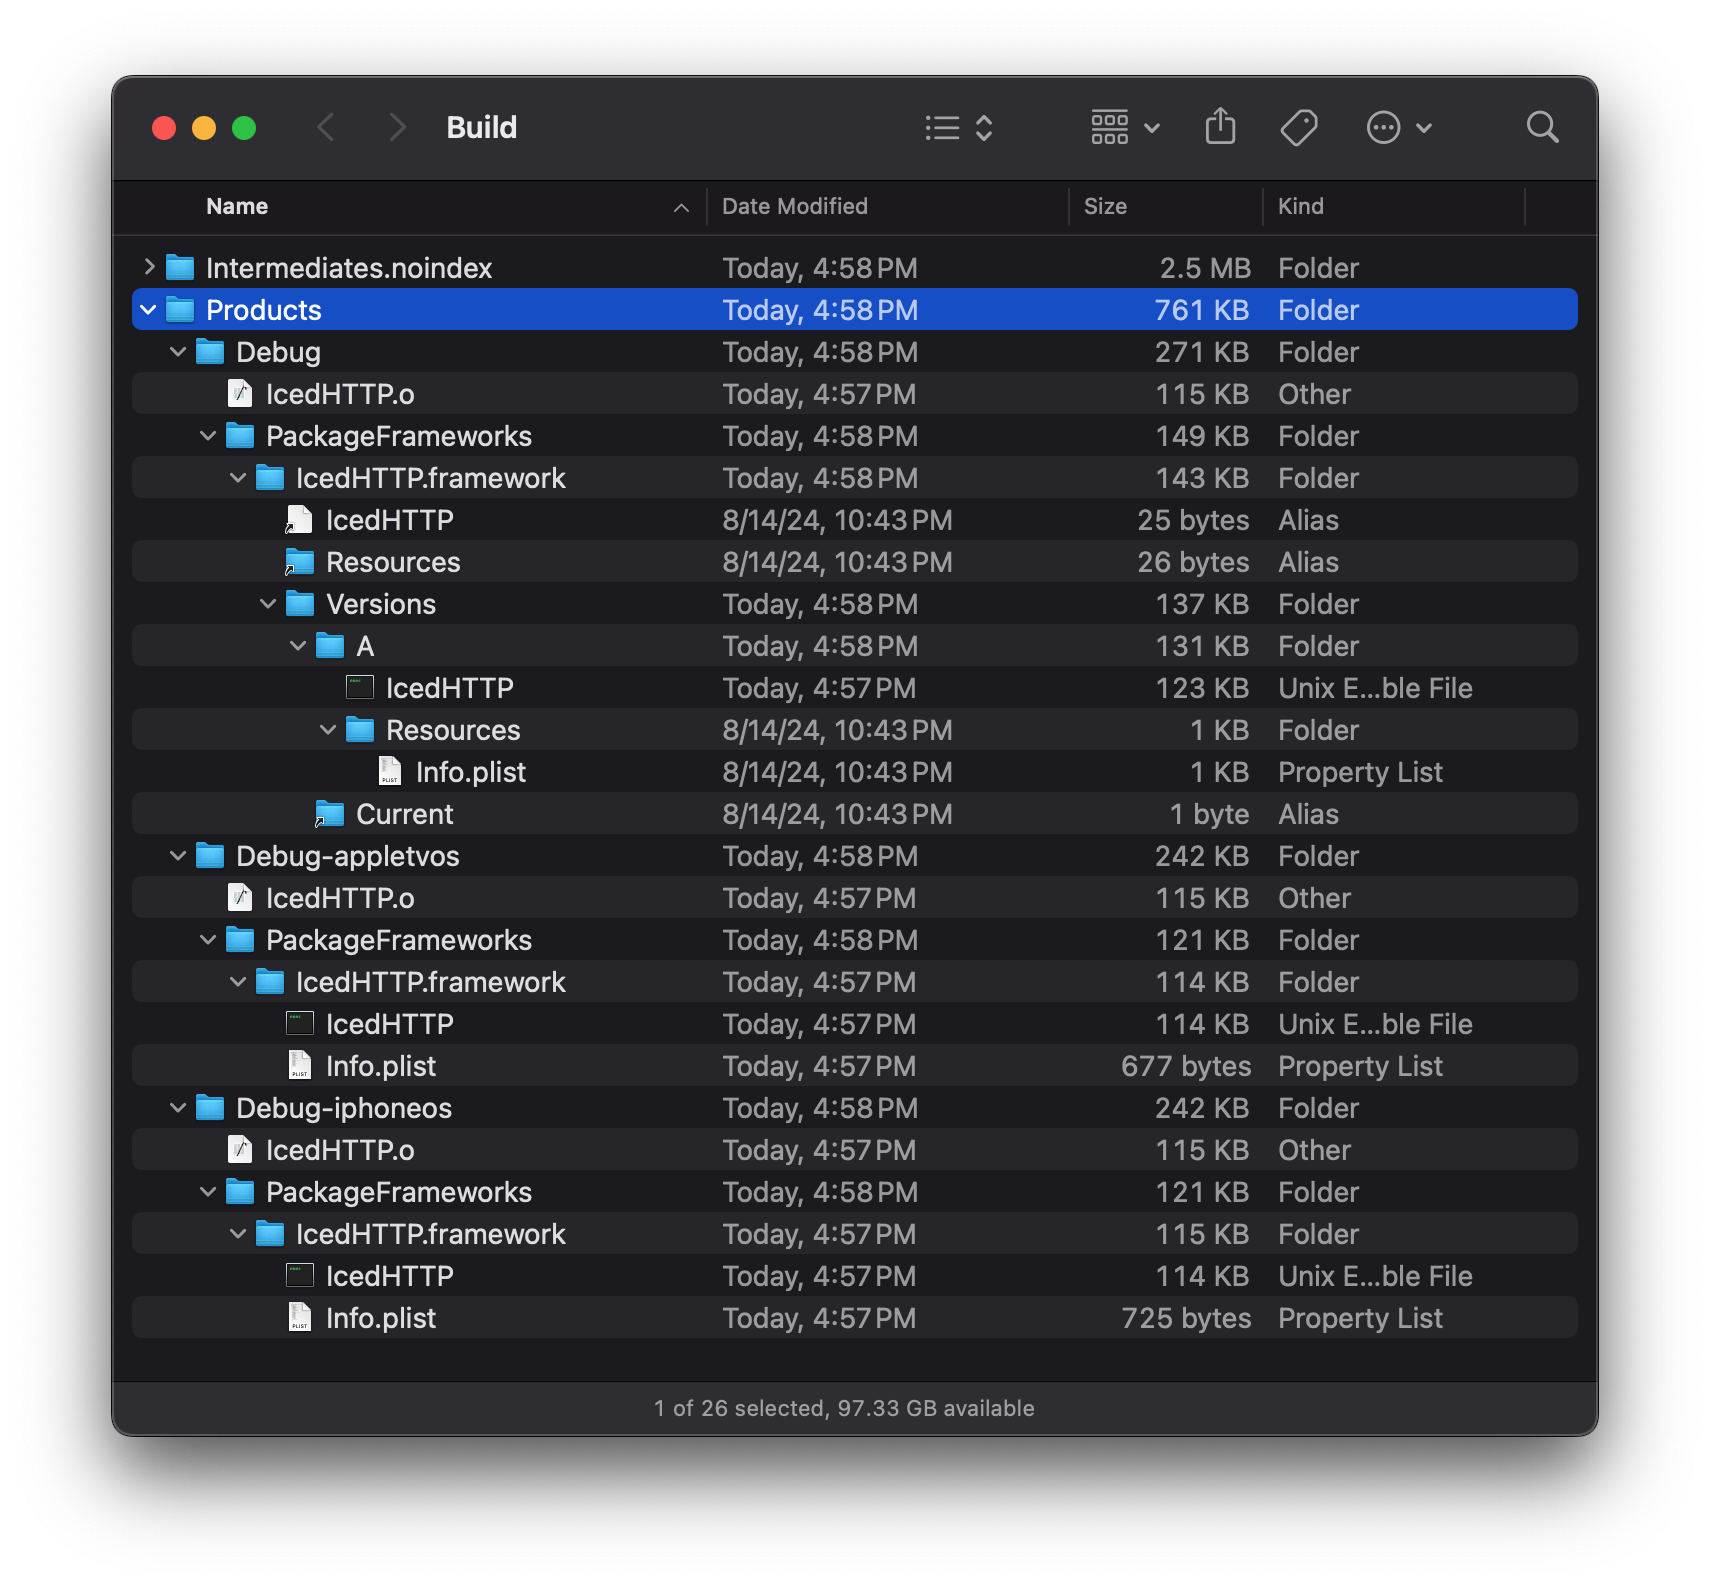 Build
Name Date Modified Size Kind
Intermediates.noindex Today, 4:58 PM 2.5 MB Folder
Products Today, 4:58 PM 761 KB Folder
Debug Today, 4:58 PM 271 KB Folder
IcedHTTP.o Today, 4:57 PM 115 KB Other
PackageFrameworks Today, 4:58 PM 149 KB Folder
IcedHTTP.framework Today, 4:58 PM 143 KB Folder
IcedHTTP 8/14/24, 10:43 PM 25 bytes Alias
Resources 8/14/24, 10:43 PM 26 bytes Alias
Versions Today, 4:58 PM 137 KB Folder
A Today, 4:58 PM 131 KB Folder
IcedHTTP Today, 4:57 PM 123 KB Unix E...ble File
Resources 8/14/24, 10:43 PM 1 KB Folder
Info.plist 8/14/24, 10:43 PM 1 KB Property List
Current 8/14/24, 10:43 PM 1 byte Alias
Debug-appletvos Today, 4:58 PM 242 KB Folder
IcedHTTP.o Today, 4:57 PM 115 KB Other
PackageFrameworks Today, 4:58 PM 121 KB Folder
IcedHTTP.framework Today, 4:57 PM 114 KB Folder
IcedHTTP Today, 4:57 PM 114 KB Unix E...ble File
Info.plist Today, 4:57 PM 677 bytes Property List
Debug-iphoneos Today, 4:58 PM 242 KB Folder
IcedHTTP.o Today, 4:57 PM 115 KB Other
PackageFrameworks Today, 4:58 PM 121 KB Folder
IcedHTTP.framework Today, 4:57 PM 115 KB Folder
IcedHTTP Today, 4:57 PM 114 KB Unix E...ble File
Info.plist Today, 4:57 PM 725 bytes Property List
1 of 26 selected, 97.33 GB available